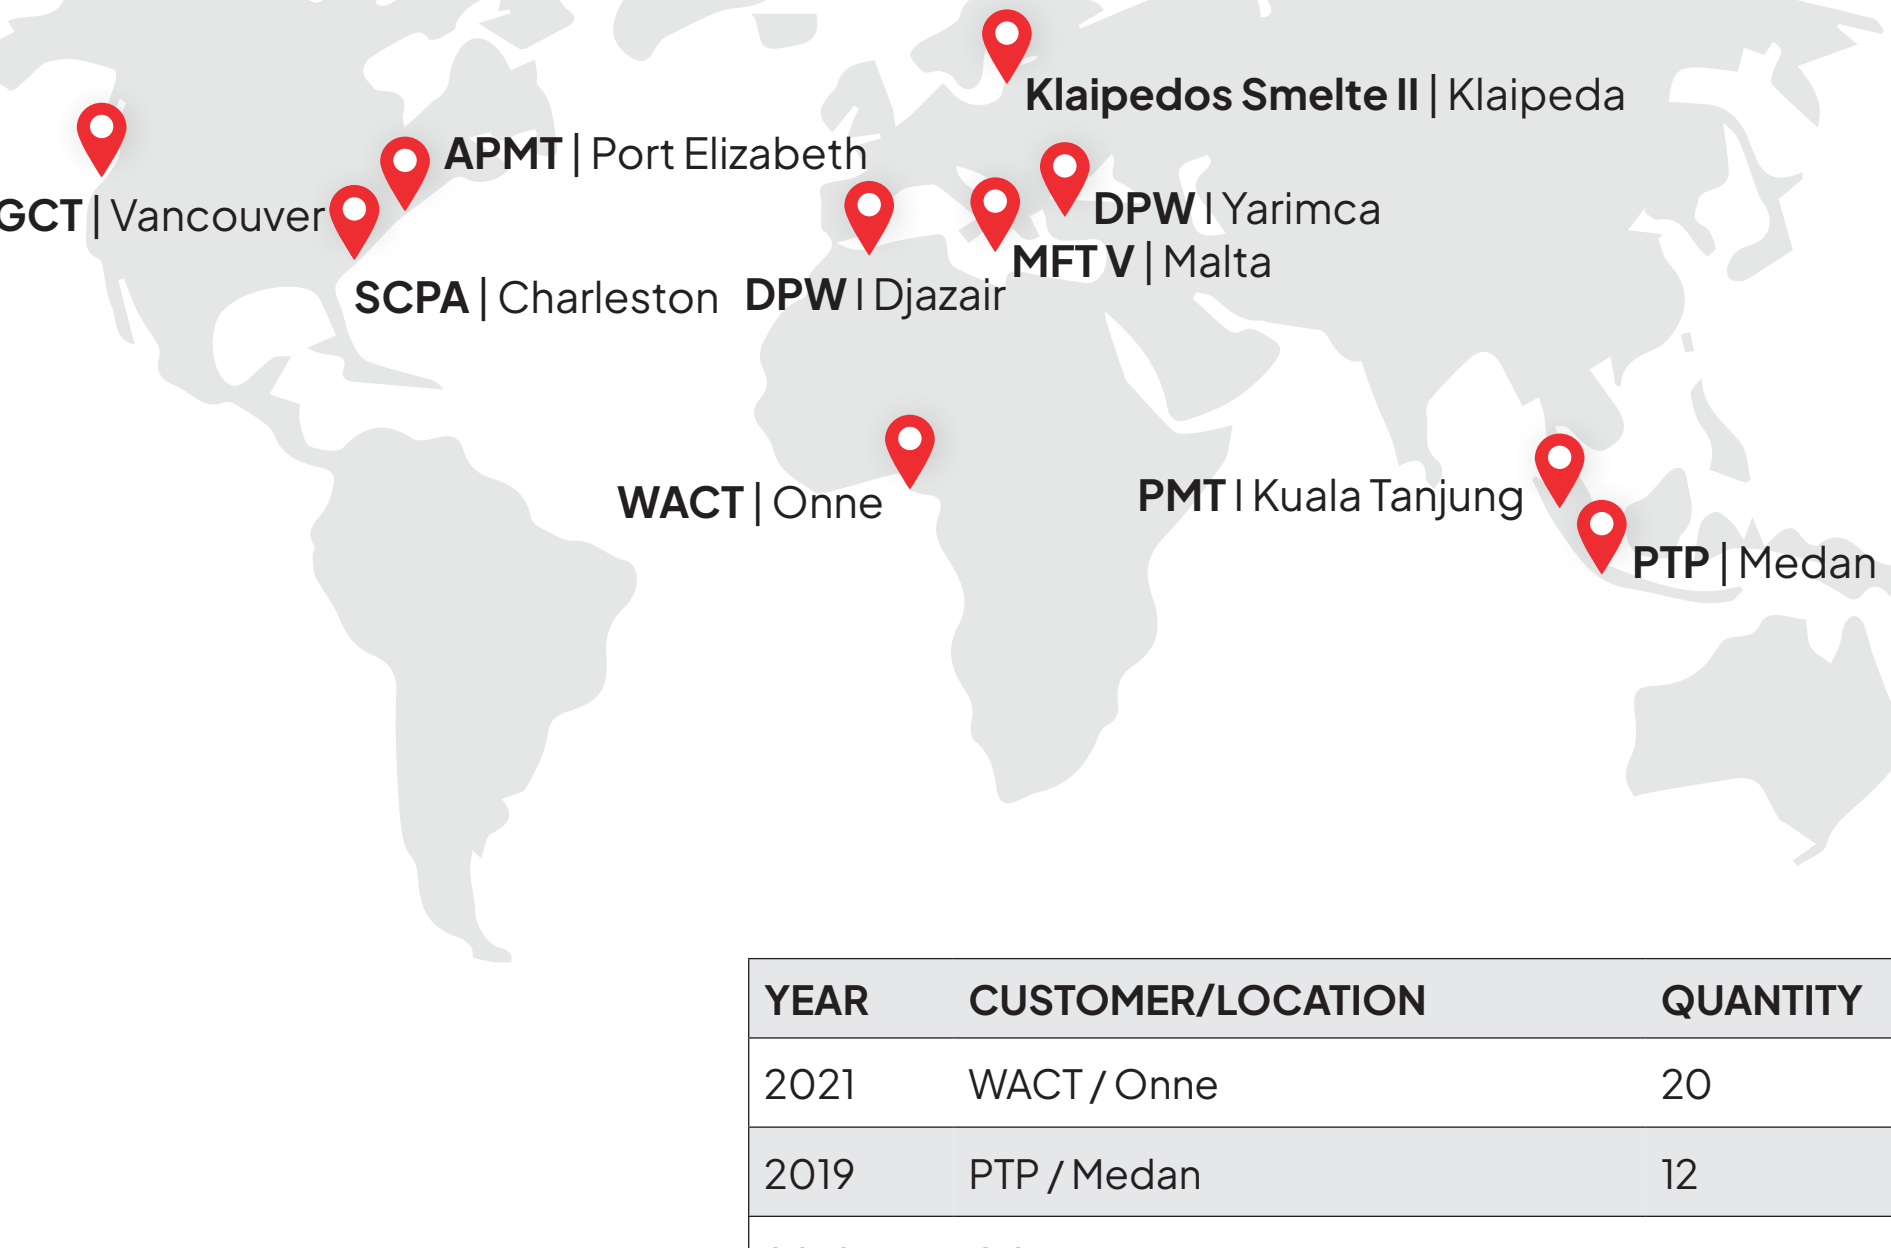 Klaipedos Smelte II | Klaipeda
APMT | Port Elizabeth
GCT | Vancouver
DPW I Yarimca
MFT V | Malta
SCPA | Charleston
DPW I Djazair
WACT | Onne
PMT I Kuala Tanjung
PTP | Medan
YEAR CUSTOMER/LOCATION QUANTITY
2021 WACT / Onne 20
2019 PTP / Medan 12